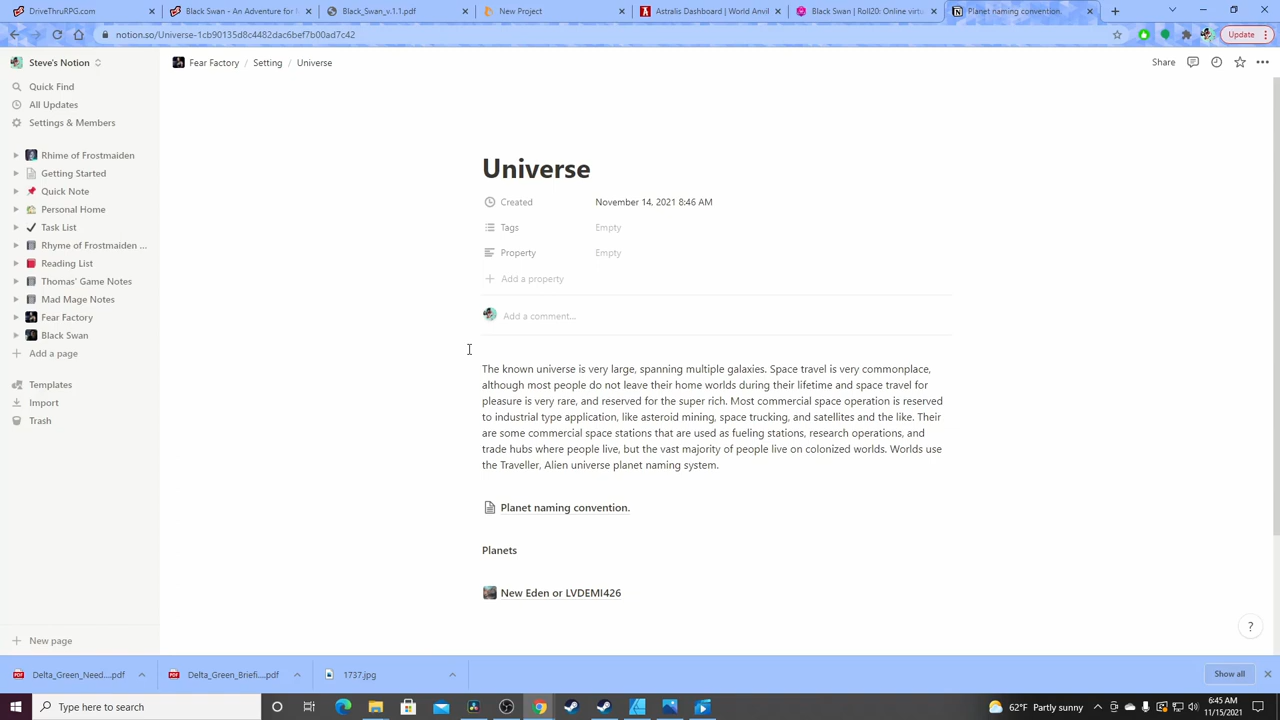 DriveThruRPG.com
Black Swan - An Adventure for M
Black_Swan_v.1.1.pdf
New Project
Astralis Dashboard | World Anvil
Black Swan | Roll20: Online virtu
Planet naming convention.
notion.so/Universe-1cb90135d8c4482dac6bef7b00ad7c42
Update
Steve's Notion
Fear Factory / Setting / Universe
Share
Quick Find
All Updates
Settings & Members
Rhime of Frostmaiden
Getting Started
Quick Note
Personal Home
Task List
Rhyme of Frostmaiden ...
Reading List
Thomas' Game Notes
Mad Mage Notes
Fear Factory
Black Swan
Add a page
Templates
Import
Trash
New page
Universe
Created November 14, 2021 8:46 AM
Tags Empty
Property Empty
Add a property
Add a comment...
The known universe is very large, spanning multiple galaxies. Space travel is very commonplace,
although most people do not leave their home worlds during their lifetime and space travel for
pleasure is very rare, and reserved for the super rich. Most commercial space operation is reserved
to industrial type application, like asteroid mining, space trucking, and satellites and the like. Their
are some commercial space stations that are used as fueling stations, research operations, and
trade hubs where people live, but the vast majority of people live on colonized worlds. Worlds use
the Traveller, Alien universe planet naming system.
Planet naming convention.
Planets
New Eden or LVDEMI426
?
Delta_Green_Need....pdf
Delta_Green_Briefi....pdf
1737.jpg
Show all
Type here to search
62°F Partly sunny
6:45 AM
11/15/2021